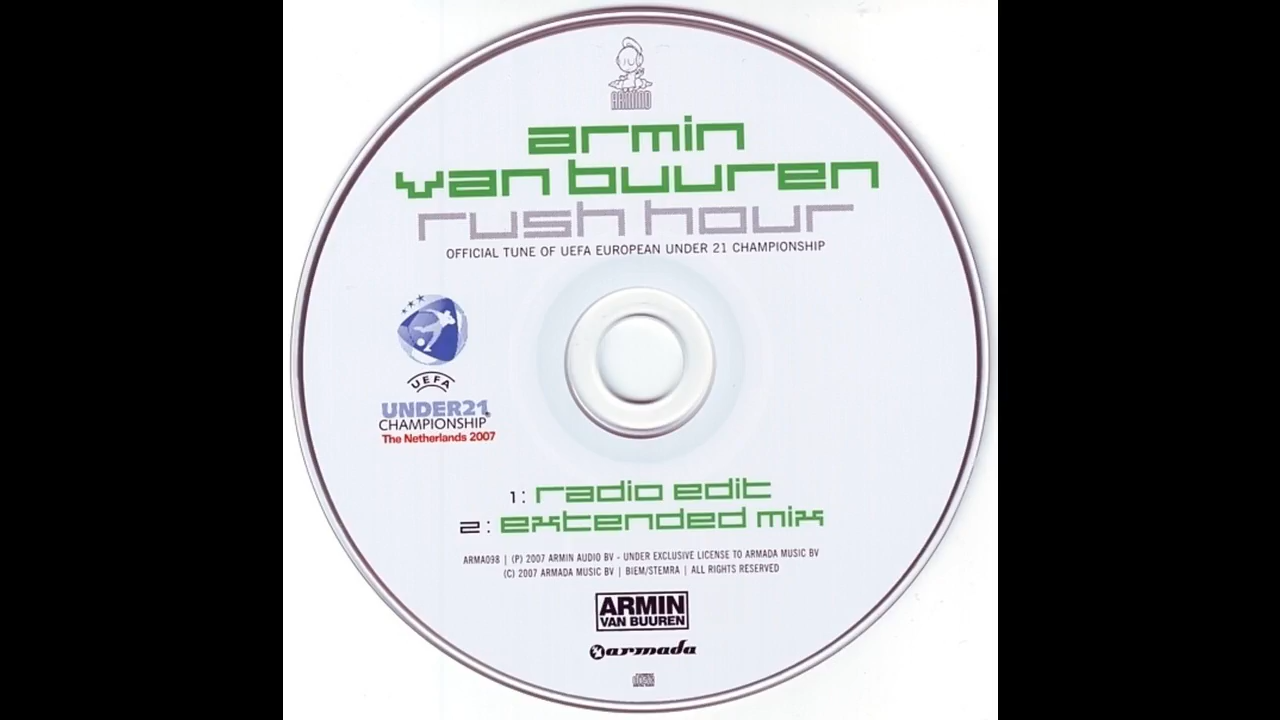 ARMIND
armin
van buuren
rush hour
OFFICIAL TUNE OF UEFA EUROPEAN UNDER 21 CHAMPIONSHIP
UEFA
UNDER21
CHAMPIONSHIP
The Netherlands 2007
1: radio edit
2: extended mix
ARMA098 | (P) 2007 ARMIN AUDIO BV - UNDER EXCLUSIVE LICENSE TO ARMADA MUSIC BV
(C) 2007 ARMADA MUSIC BV | BIEM/STEMRA | ALL RIGHTS RESERVED
ARMIN
VAN BUUREN
armada